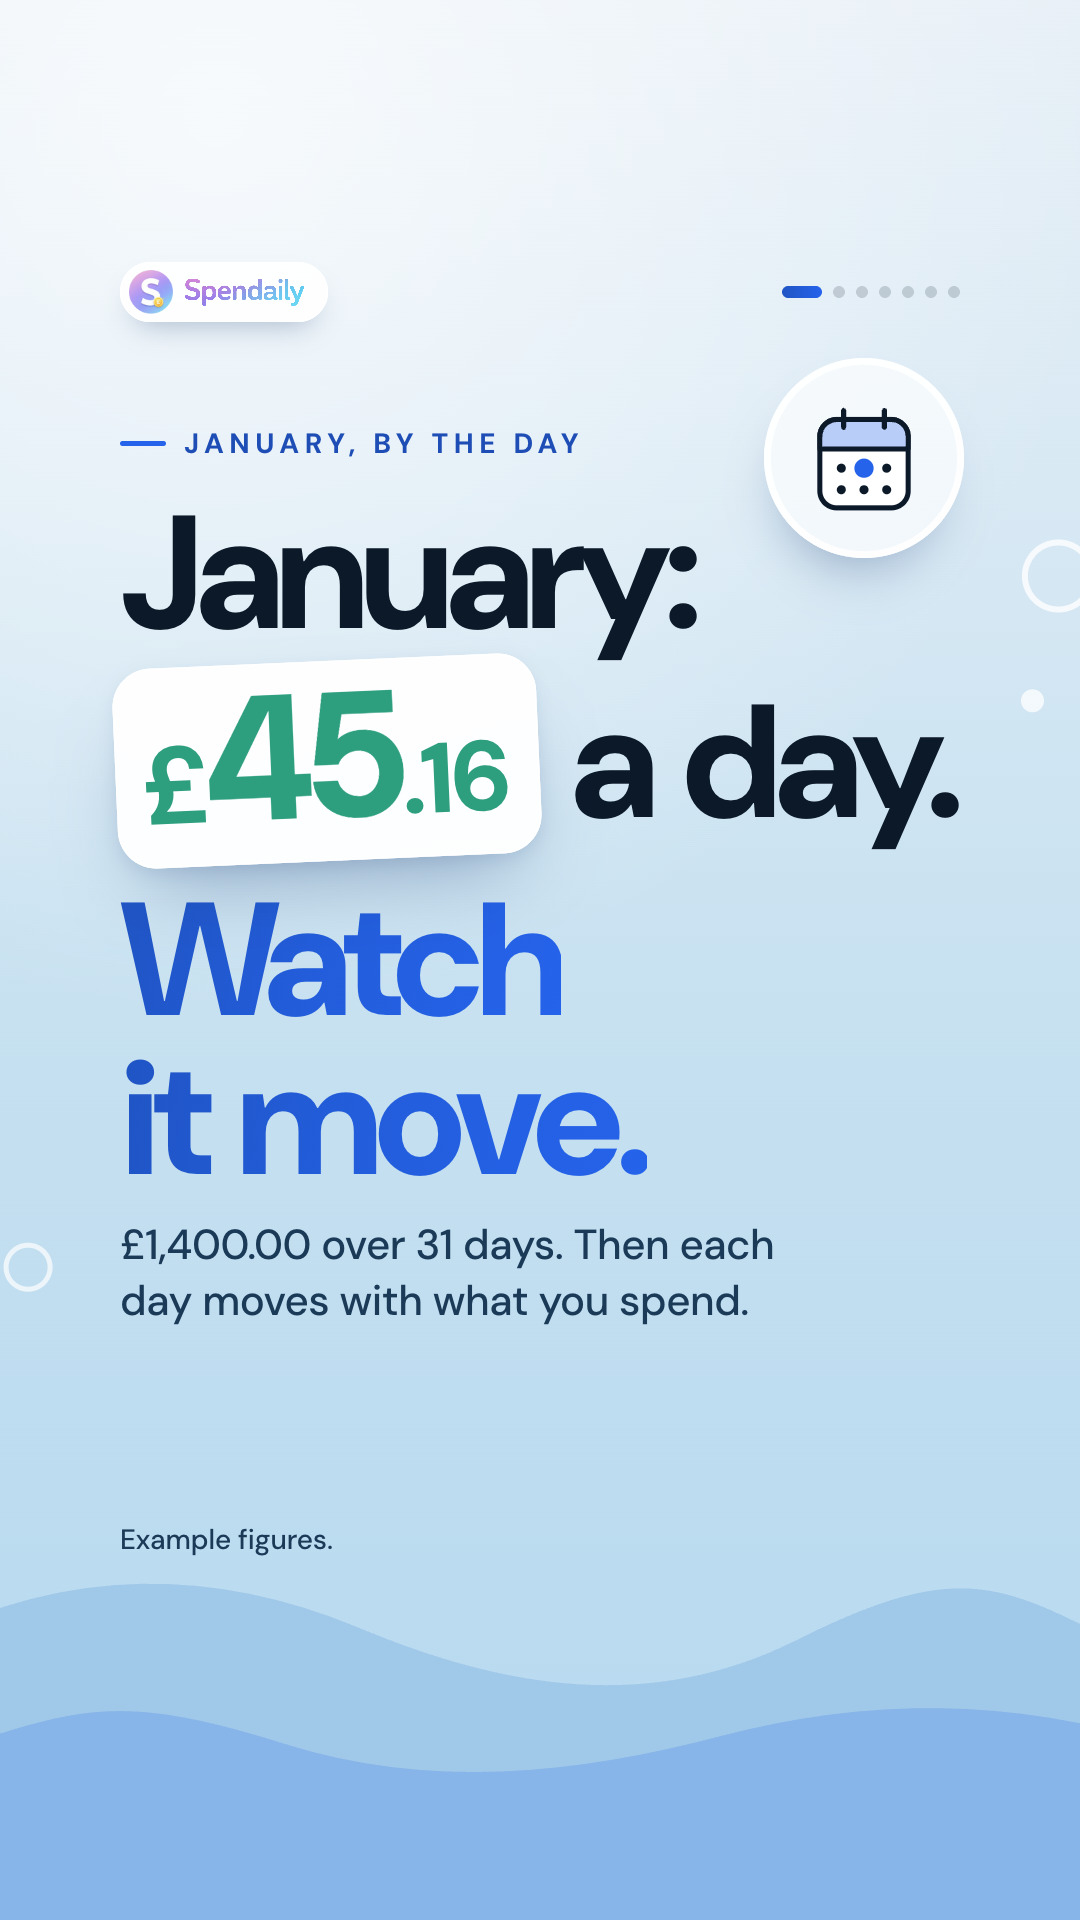 Spendaily
JANUARY, BY THE DAY
January:
£45.16 a day.
Watch
it move.
£1,400.00 over 31 days. Then each
day moves with what you spend.
Example figures.